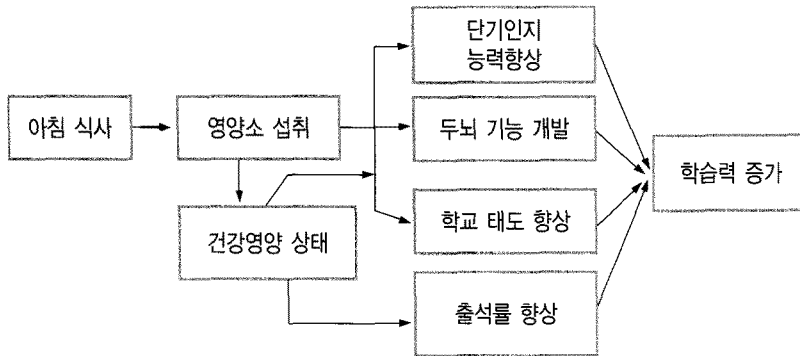 단기인지
능력향상
아침 식사
영양소 섭취
두뇌 기능 개발
학습력 증가
건강영양 상태
학교 태도 향상
출석률 향상